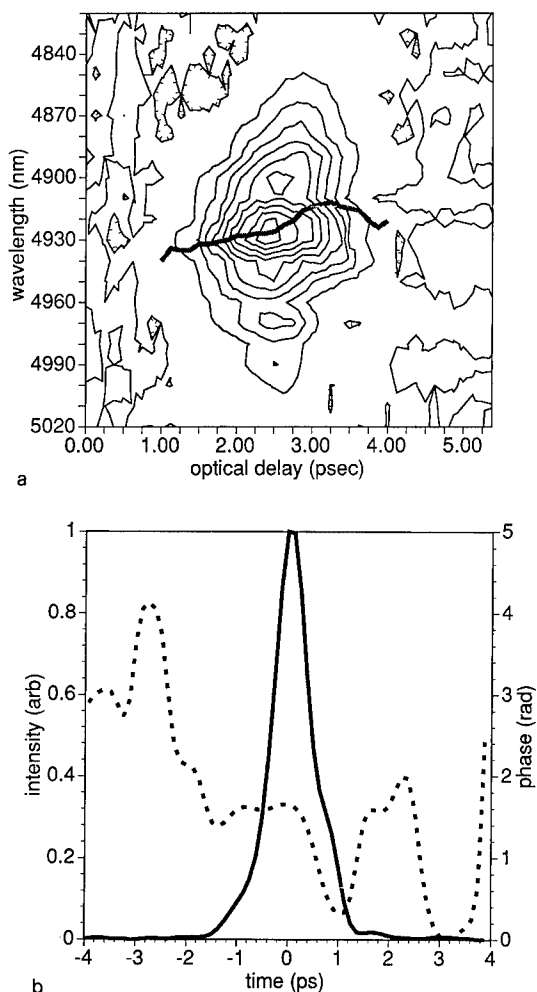 4840
4870
4900
4930
4960
4990
5020
wavelength (nm)
0.00 1.00 2.00 3.00 4.00 5.00
optical delay (psec)
a
1
0.8
0.6
0.4
0.2
0
intensity (arb)
5
4
3
2
1
0
phase (rad)
-4 -3 -2 -1 0 1 2 3 4
time (ps)
b